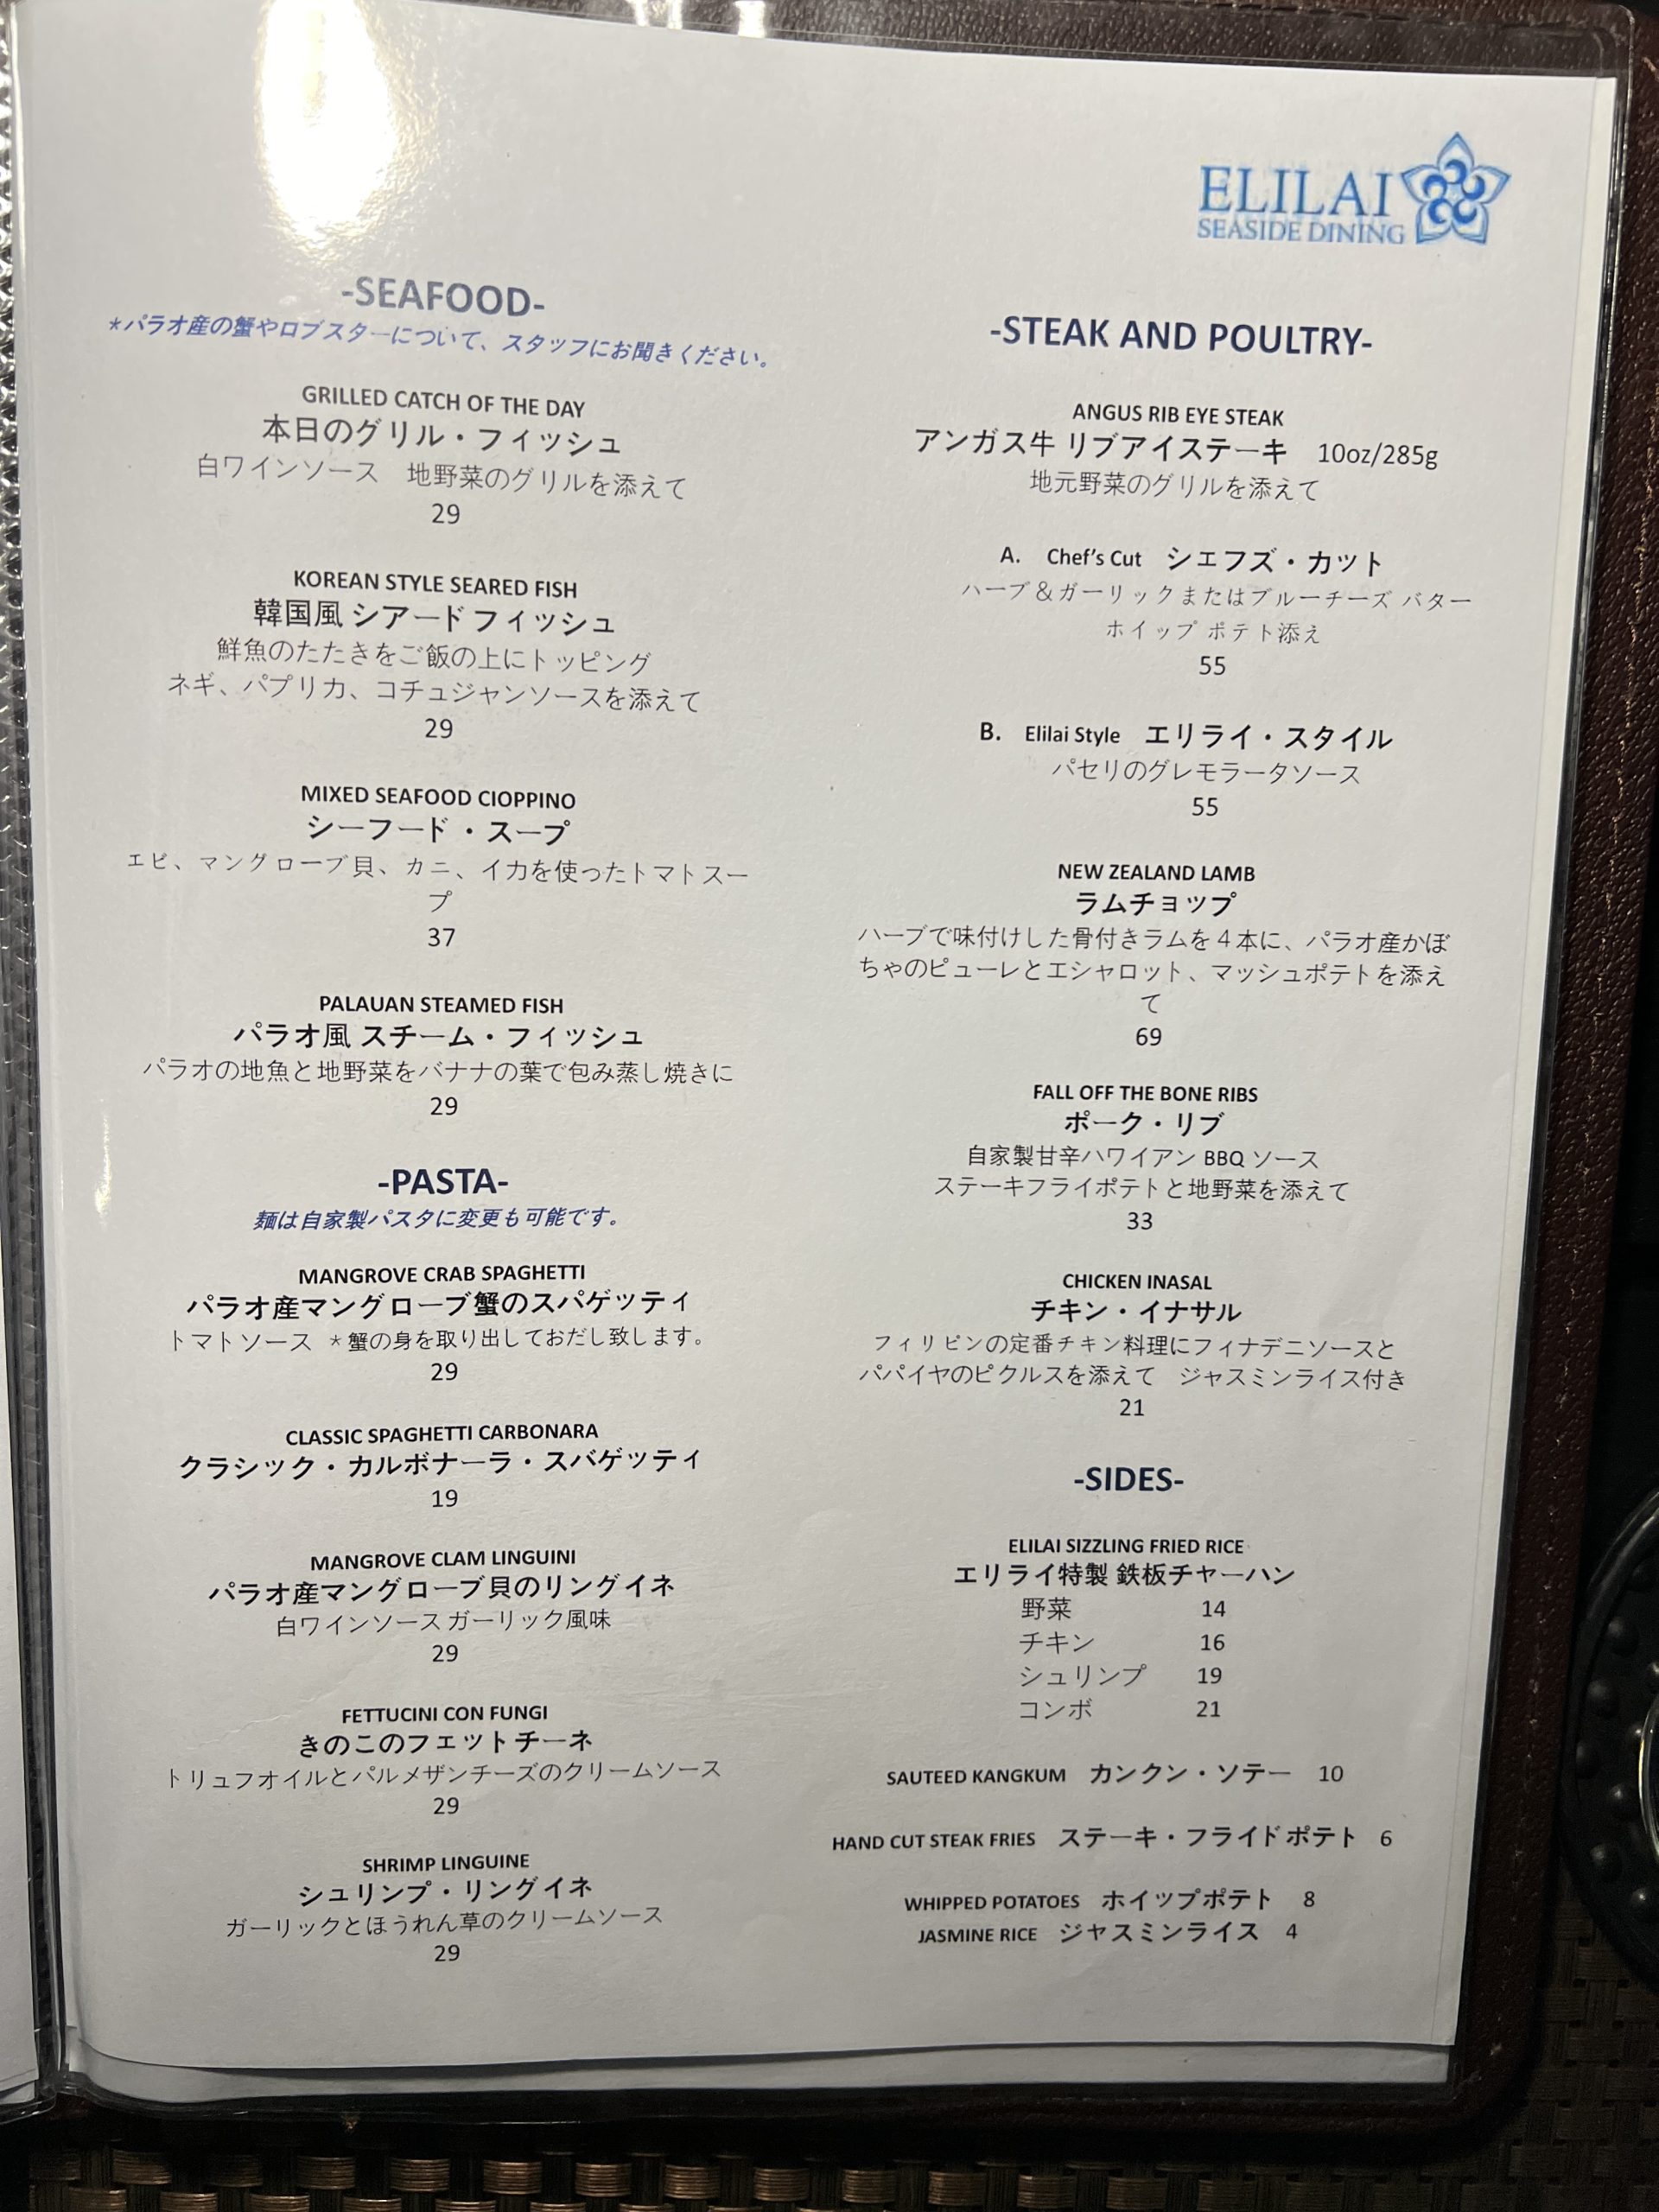 ELILAI
SEASIDE DINING
-SEAFOOD-
*パラオ産の蟹やロブスターについて、スタッフにお聞きください。
GRILLED CATCH OF THE DAY
本日のグリル・フィッシュ
白ワインソース　地野菜のグリルを添えて
29
KOREAN STYLE SEARED FISH
韓国風 シアードフィッシュ
鮮魚のたたきをご飯の上にトッピング
ネギ、パプリカ、コチュジャンソースを添えて
29
MIXED SEAFOOD CIOPPINO
シーフード・スープ
エビ、マングローブ貝、カニ、イカを使ったトマトスー
プ
37
PALAUAN STEAMED FISH
パラオ風 スチーム・フィッシュ
パラオの地魚と地野菜をバナナの葉で包み蒸し焼きに
29
-PASTA-
麺は自家製パスタに変更も可能です。
MANGROVE CRAB SPAGHETTI
パラオ産マングローブ蟹のスパゲッティ
トマトソース ＊蟹の身を取り出しておだし致します。
29
CLASSIC SPAGHETTI CARBONARA
クラシック・カルボナーラ・スバゲッティ
19
MANGROVE CLAM LINGUINI
パラオ産マングローブ貝のリングイネ
白ワインソースガーリック風味
29
FETTUCINI CON FUNGI
きのこのフェットチーネ
トリュフオイルとパルメザンチーズのクリームソース
29
SHRIMP LINGUINE
シュリンプ・リングイネ
ガーリックとほうれん草のクリームソース
29
-STEAK AND POULTRY-
ANGUS RIB EYE STEAK
アンガス牛 リブアイステーキ　10oz/285g
地元野菜のグリルを添えて
A. Chef's Cut　シェフズ・カット
ハーブ＆ガーリックまたはブルーチーズ バター
ホイップ ポテト添え
55
B. Elilai Style　エリライ・スタイル
パセリのグレモラータソース
55
NEW ZEALAND LAMB
ラムチョップ
ハーブで味付けした骨付きラムを４本に、パラオ産かぼ
ちゃのピューレとエシャロット、マッシュポテトを添え
て
69
FALL OFF THE BONE RIBS
ポーク・リブ
自家製甘辛ハワイアン BBQ ソース
ステーキフライポテトと地野菜を添えて
33
CHICKEN INASAL
チキン・イナサル
フィリピンの定番チキン料理にフィナデニソースと
パパイヤのピクルスを添えて　ジャスミンライス付き
21
-SIDES-
ELILAI SIZZLING FRIED RICE
エリライ特製 鉄板チャーハン
野菜 14
チキン 16
シュリンプ 19
コンボ 21
SAUTEED KANGKUM　カンクン・ソテー　10
HAND CUT STEAK FRIES　ステーキ・フライドポテト　6
WHIPPED POTATOES　ホイップポテト　8
JASMINE RICE　ジャスミンライス　4